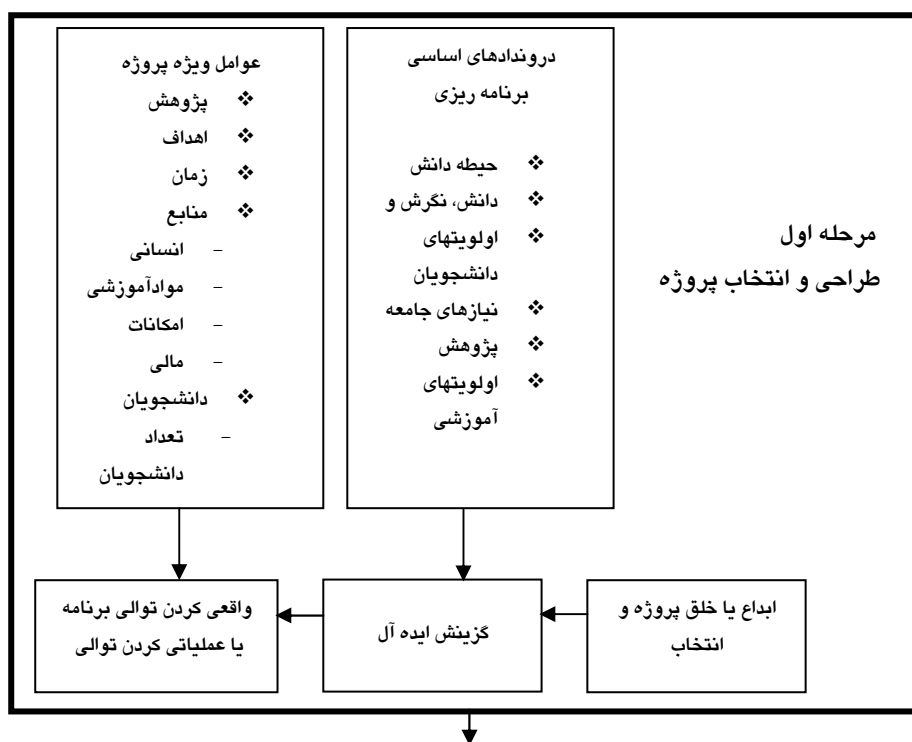 مرحله اول
طراحی و انتخاب پروژه
دروندادهای اساسی
برنامه ریزی
❖ حیطه دانش
❖ دانش، نگرش و
❖ اولویتهای
دانشجویان
❖ نیازهای جامعه
❖ پژوهش
❖ اولویتهای
آموزشی
عوامل ویژه پروژه
❖ پژوهش
❖ اهداف
❖ زمان
❖ منابع
– انسانی
– موادآموزشی
– امکانات
– مالی
❖ دانشجویان
– تعداد
دانشجویان
ابداع یا خلق پروژه و
انتخاب
گزینش ایده آل
واقعی کردن توالی برنامه
یا عملیاتی کردن توالی